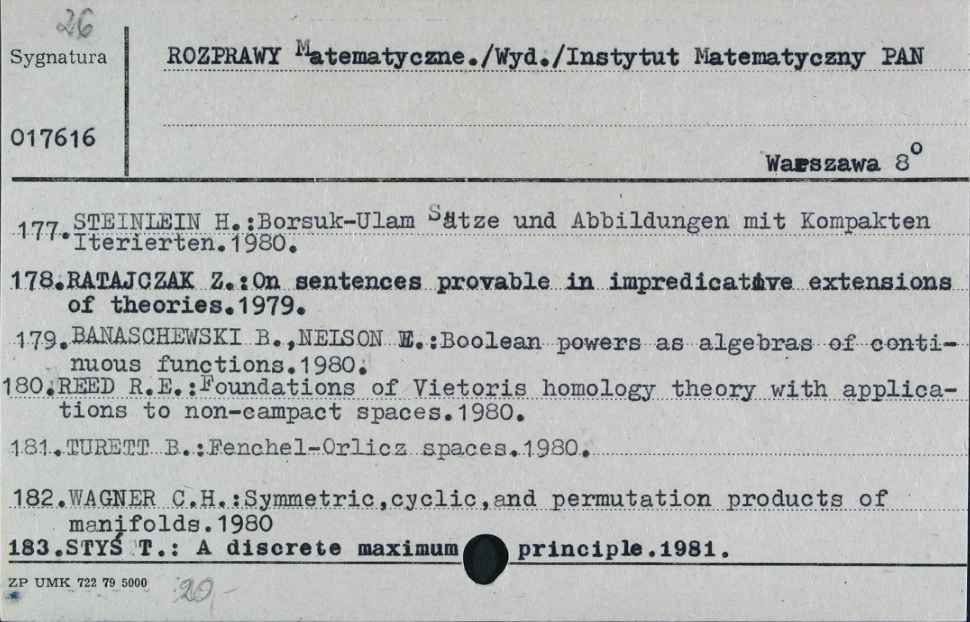 26
Sygnatura
ROZPRAWY Matematyczne./Wyd./Instytut Matematyczny PAN
017616
Warszawa 8º
177. STEINLEIN H.:Borsuk-Ulam Sätze und Abbildungen mit Kompakten
Iterierten.1980.
178.RATAJCZAK Z.:On sentences provable in impredicative extensions
of theories.1979.
179.BANASCHEWSKI B.,NELSON E.:Boolean powers as algebras of conti-
nuous functions.1980.
180.REED R.E.:Foundations of Vietoris homology theory with applica-
tions to non-campact spaces.1980.
181.TURETT B.:Fenchel-Orlicz spaces.1980.
182.WAGNER C.H.:Symmetric,cyclic,and permutation products of
manifolds.1980
183.STYŚ T.: A discrete maximum principle.1981.
ZP UMK 722 79 5000
20,-